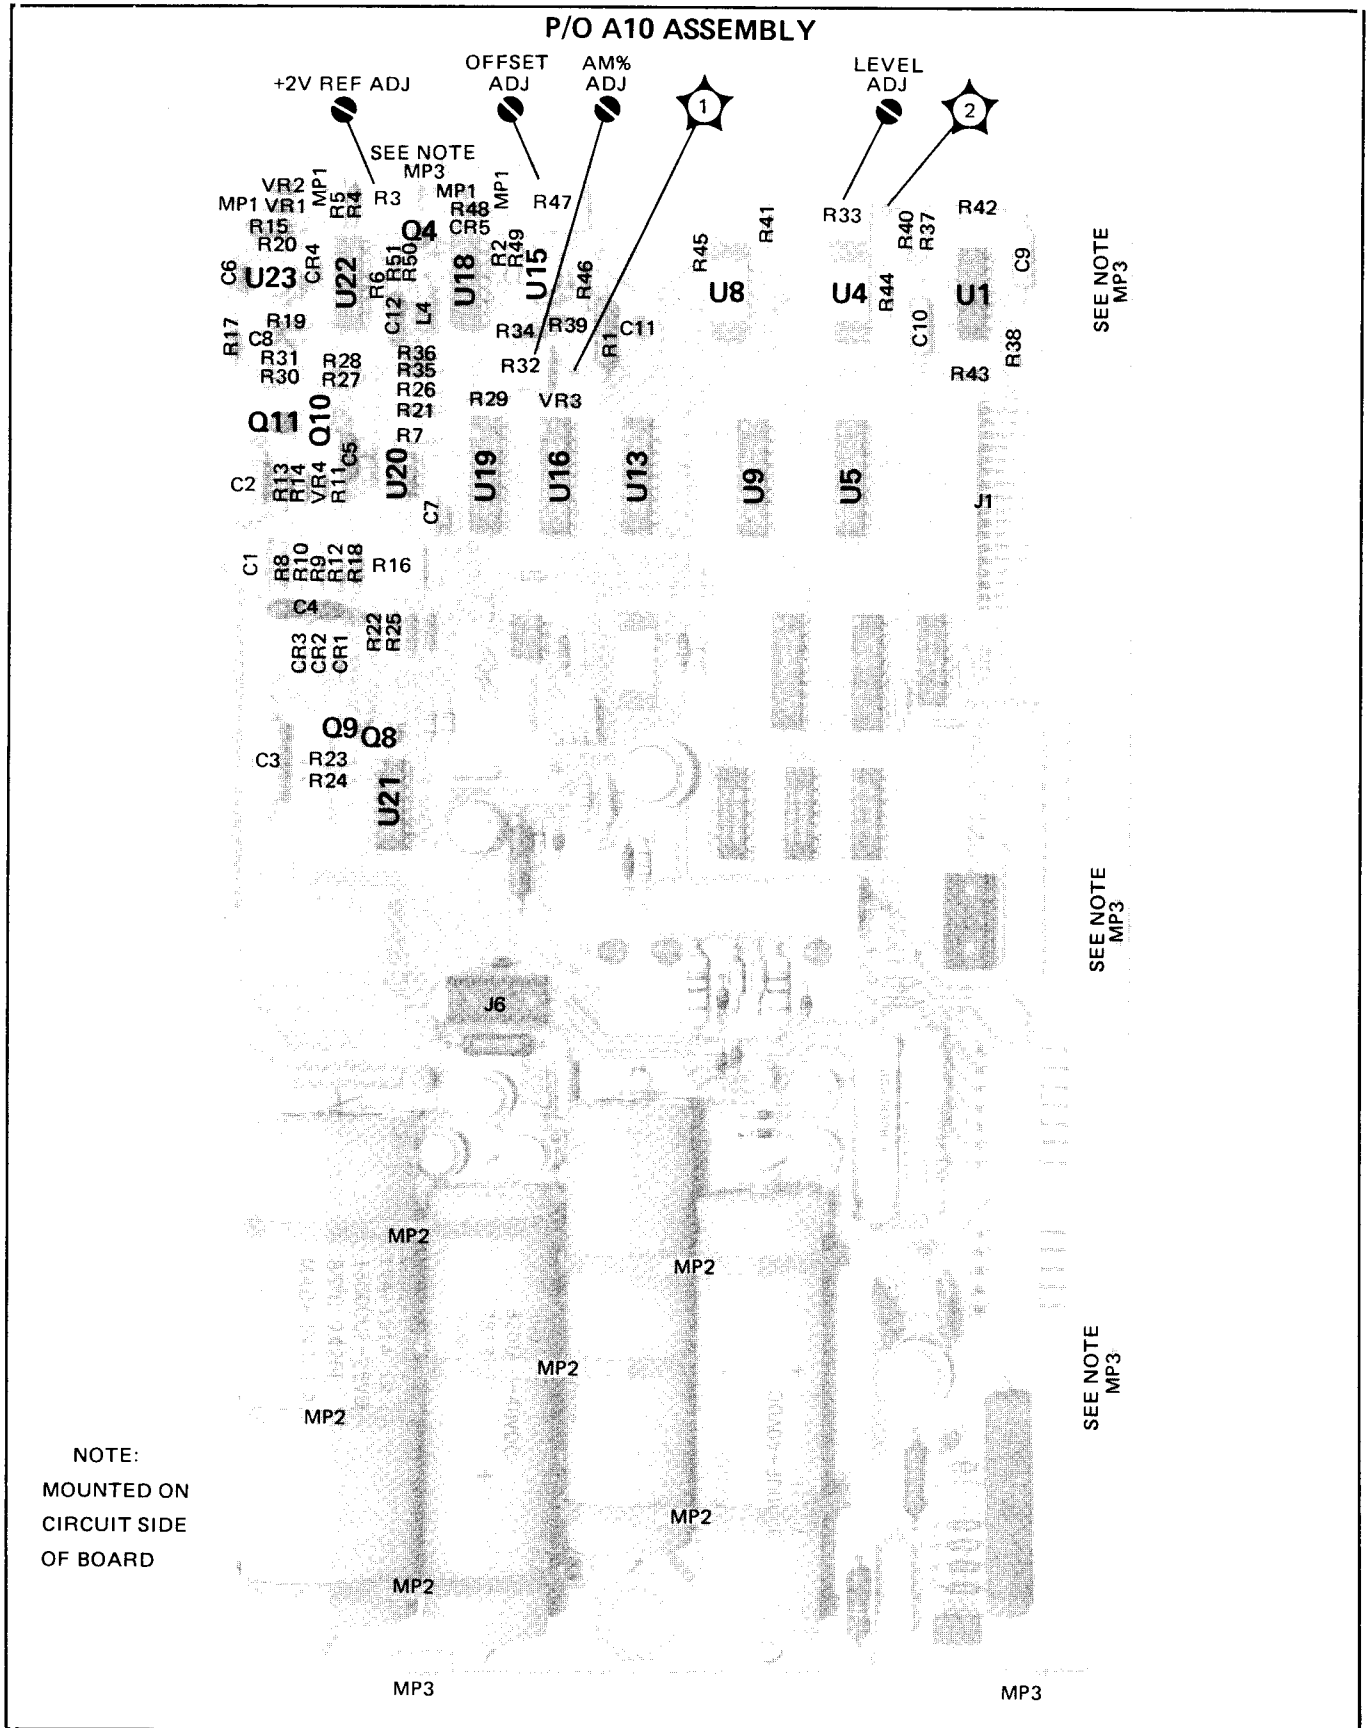 P/O A10 ASSEMBLY
+2V REF ADJ
OFFSET
ADJ
AM%
ADJ
1
LEVEL
ADJ
2
SEE NOTE
MP3
VR2
MP1
R5
R4
R3
MP1
MP1
R47
MP1
VR1
R48
R33
R42
R15
R20
Q4
CR5
R41
R40
R37
C6
U23
CR4
U22
R6
R51
R50
U18
R2
R49
U15
R46
R45
U8
U4
R44
U1
C9
SEE NOTE
MP3
R17
R19
C8
C12
L4
R34
R39
R1
C11
C10
R38
R31
R30
R28
R27
R36
R35
R26
R21
R32
R43
R29
VR3
Q11
Q10
C5
R7
C2
R13
R14
VR4
R11
U20
U19
U16
U13
U9
U5
J1
C7
C1
R8
R10
R9
R12
R18
R16
C4
CR3
CR2
CR1
R22
R25
Q9
Q8
C3
R23
R24
U21
SEE NOTE
MP3
J6
MP2
MP2
MP2
MP2
SEE NOTE
MP3
NOTE:
MOUNTED ON
CIRCUIT SIDE
OF BOARD
MP2
MP2
MP3
MP3